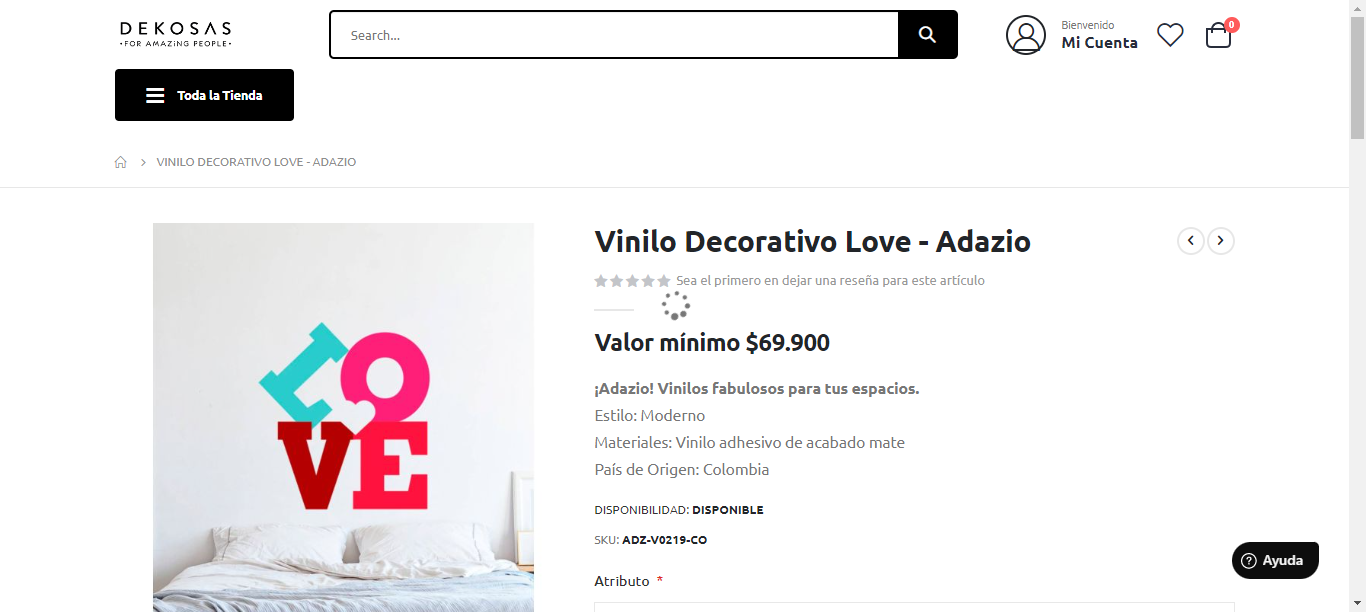 DEKOSAS
•FOR AMAZING PEOPLE•
Search...
Bienvenido
Mi Cuenta
0
Toda la Tienda
VINILO DECORATIVO LOVE - ADAZIO
LOVE
Vinilo Decorativo Love - Adazio
Sea el primero en dejar una reseña para este artículo
Valor mínimo $69.900
¡Adazio! Vinilos fabulosos para tus espacios.
Estilo: Moderno
Materiales: Vinilo adhesivo de acabado mate
País de Origen: Colombia
DISPONIBILIDAD: DISPONIBLE
SKU: ADZ-V0219-CO
Atributo *
? Ayuda